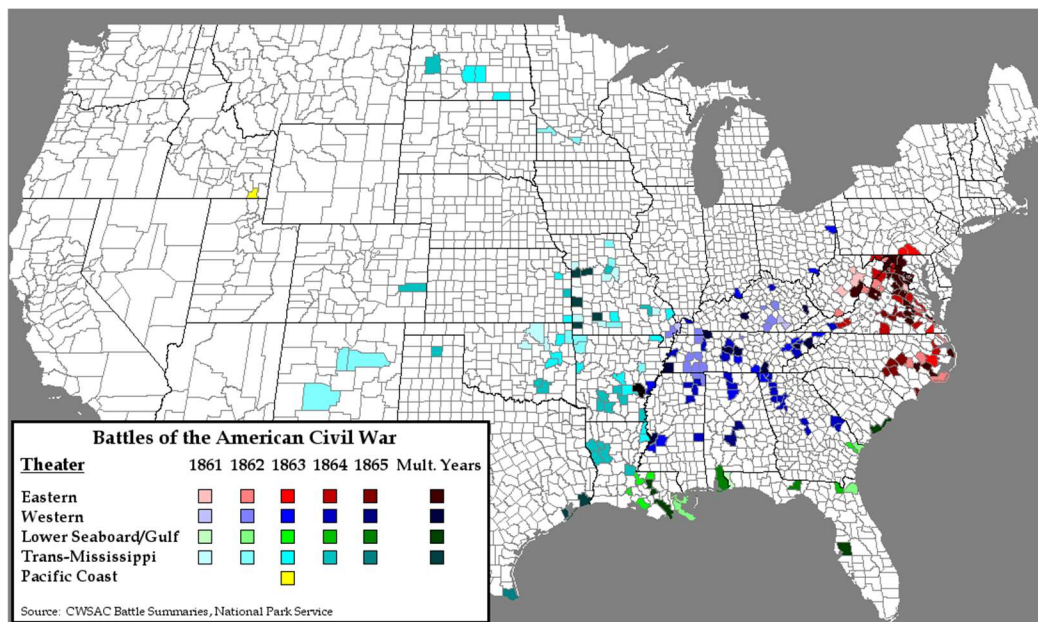 Battles of the American Civil War
Theater 1861 1862 1863 1864 1865 Mult. Years
Eastern
Western
Lower Seaboard/Gulf
Trans-Mississippi
Pacific Coast
Source: CWSAC Battle Summaries, National Park Service